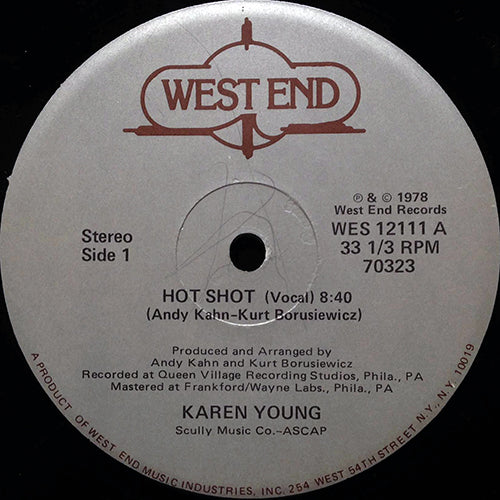 WEST END
℗ & © 1978
West End Records
WES 12111 A
33 1/3 RPM
70323
Stereo
Side 1
HOT SHOT (Vocal) 8:40
(Andy Kahn-Kurt Borusiewicz)
Produced and Arranged by
Andy Kahn and Kurt Borusiewicz
Recorded at Queen Village Recording Studios, Phila., PA
Mastered at Frankford/Wayne Labs., Phila., PA
KAREN YOUNG
Scully Music Co.-ASCAP
A PRODUCT OF WEST END MUSIC INDUSTRIES, INC. 254 WEST 54TH STREET N.Y., N.Y. 10019